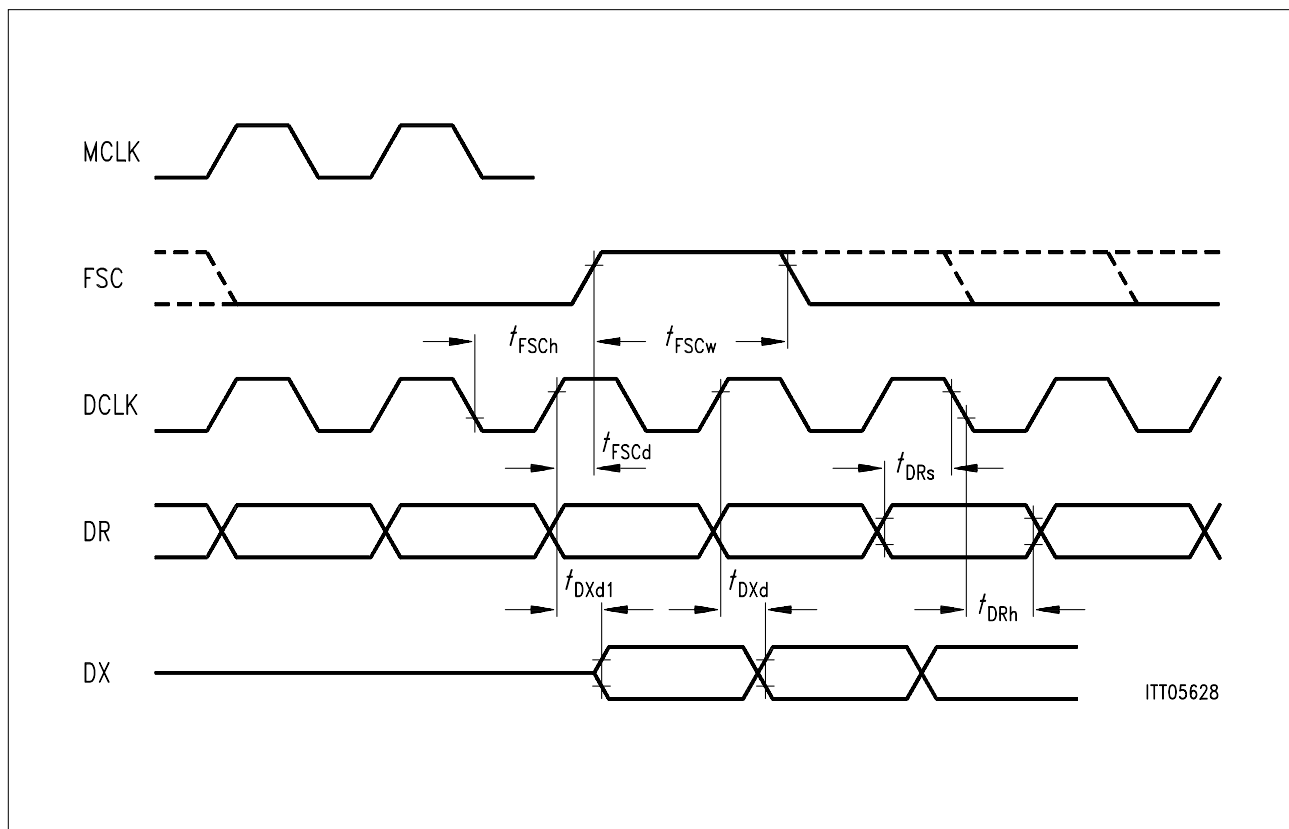 MCLK
FSC
tFSCh
tFSCw
DCLK
tFSCd
tDRs
DR
tDXd1
tDXd
tDRh
DX
ITT05628